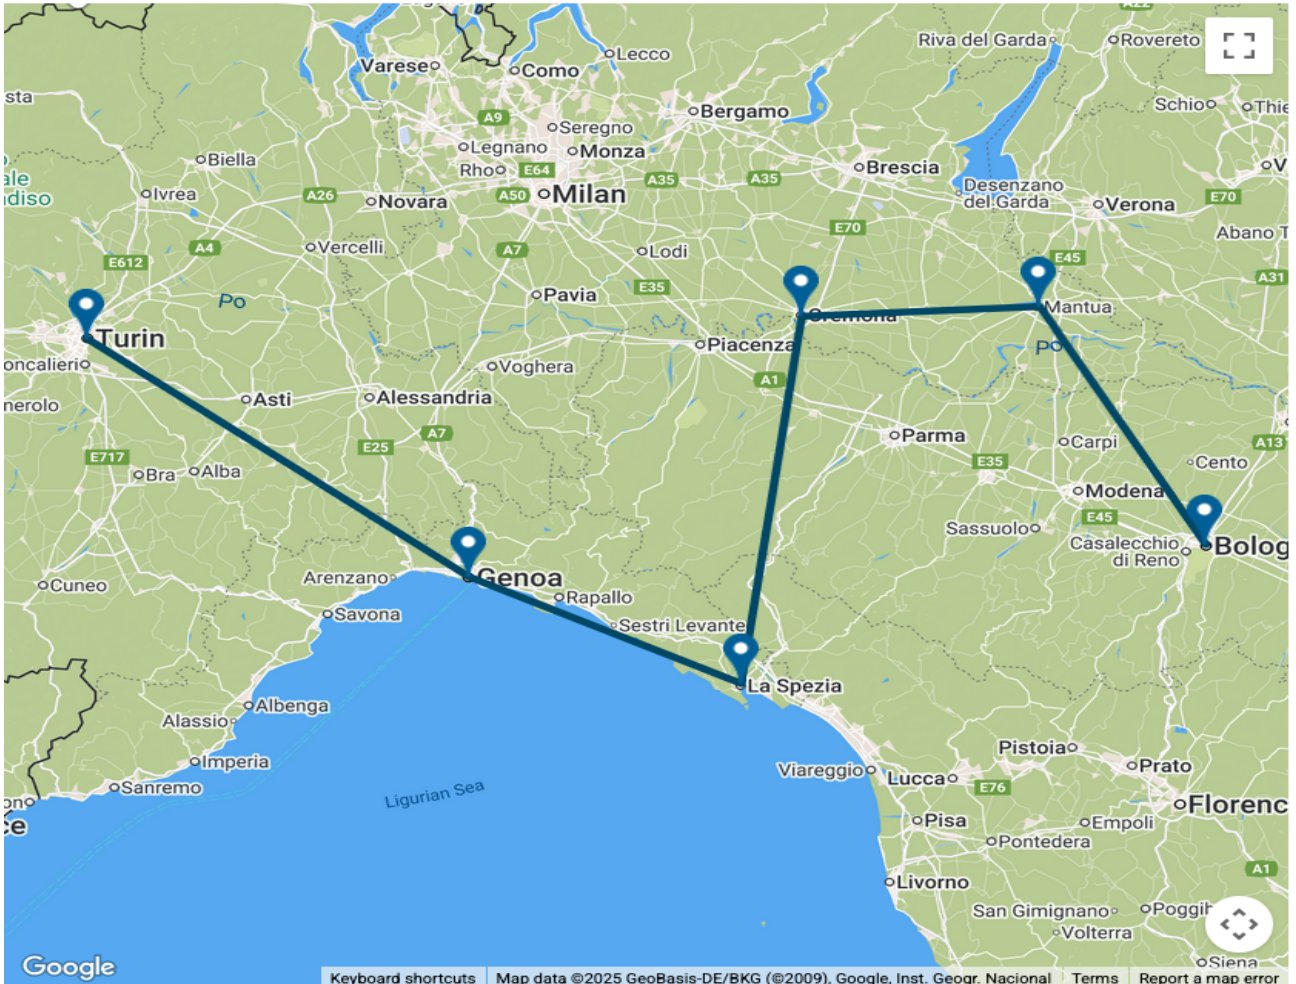 A22
Riva del Garda
Rovereto
Lecco
Varese
Como
sta
Schio
Thie
Bergamo
A9
Seregno
Legnano
Monza
Biella
Rho
E64
Brescia
ale
diso
Ivrea
A26
Novara
A50
Milan
A35
A35
Desenzano
del Garda
Verona
E70
Vercelli
A4
A7
Lodi
E70
Abano T
E612
E45
A31
Po
Pavia
E35
Cremona
Mantua
Turin
Piacenza
Po
oncalieri
Voghera
A1
nerolo
Asti
Alessandria
A7
Parma
Carpi
A13
E25
E717
Bra
Alba
E35
Cento
Modena
E45
Sassuolo
Casalecchio
di Reno
Bolog
Cuneo
Arenzano
Genoa
Rapallo
Savona
Sestri Levante
La Spezia
Albenga
Alassio
Imperia
Sanremo
on
ce
Ligurian Sea
Pistoia
Prato
Viareggio
Lucca
E76
Florenc
Pisa
Empoli
Pontedera
A1
Livorno
San Gimignano
Poggib
Volterra
Siena
Google
Keyboard shortcuts
Map data ©2025 GeoBasis-DE/BKG (©2009), Google, Inst. Geogr. Nacional
Terms
Report a map error